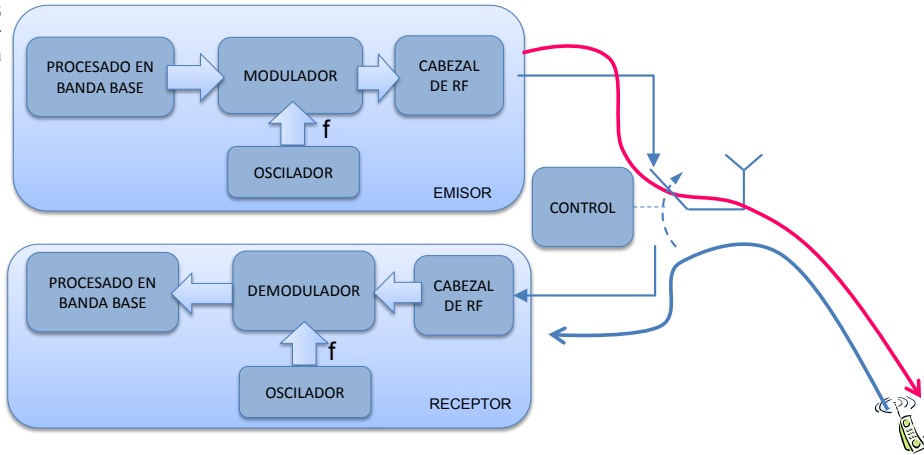 PROCESADO EN
BANDA BASE
MODULADOR
CABEZAL
DE RF
f
OSCILADOR
EMISOR
CONTROL
PROCESADO EN
BANDA BASE
DEMODULADOR
CABEZAL
DE RF
f
OSCILADOR
RECEPTOR